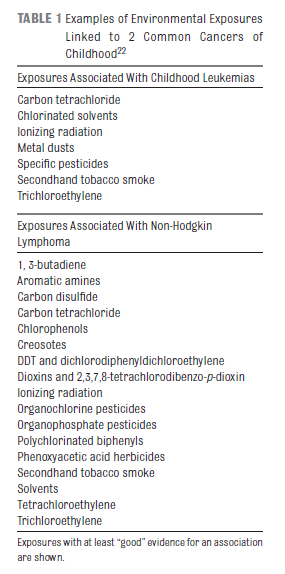 TABLE 1 Examples of Environmental Exposures
Linked to 2 Common Cancers of
Childhood22
Exposures Associated With Childhood Leukemias
Carbon tetrachloride
Chlorinated solvents
Ionizing radiation
Metal dusts
Specific pesticides
Secondhand tobacco smoke
Trichloroethylene
Exposures Associated With Non-Hodgkin
Lymphoma
1, 3-butadiene
Aromatic amines
Carbon disulfide
Carbon tetrachloride
Chlorophenols
Creosotes
DDT and dichlorodiphenyldichloroethylene
Dioxins and 2,3,7,8-tetrachlorodibenzo-p-dioxin
Ionizing radiation
Organochlorine pesticides
Organophosphate pesticides
Polychlorinated biphenyls
Phenoxyacetic acid herbicides
Secondhand tobacco smoke
Solvents
Tetrachloroethylene
Trichloroethylene
Exposures with at least “good” evidence for an association
are shown.